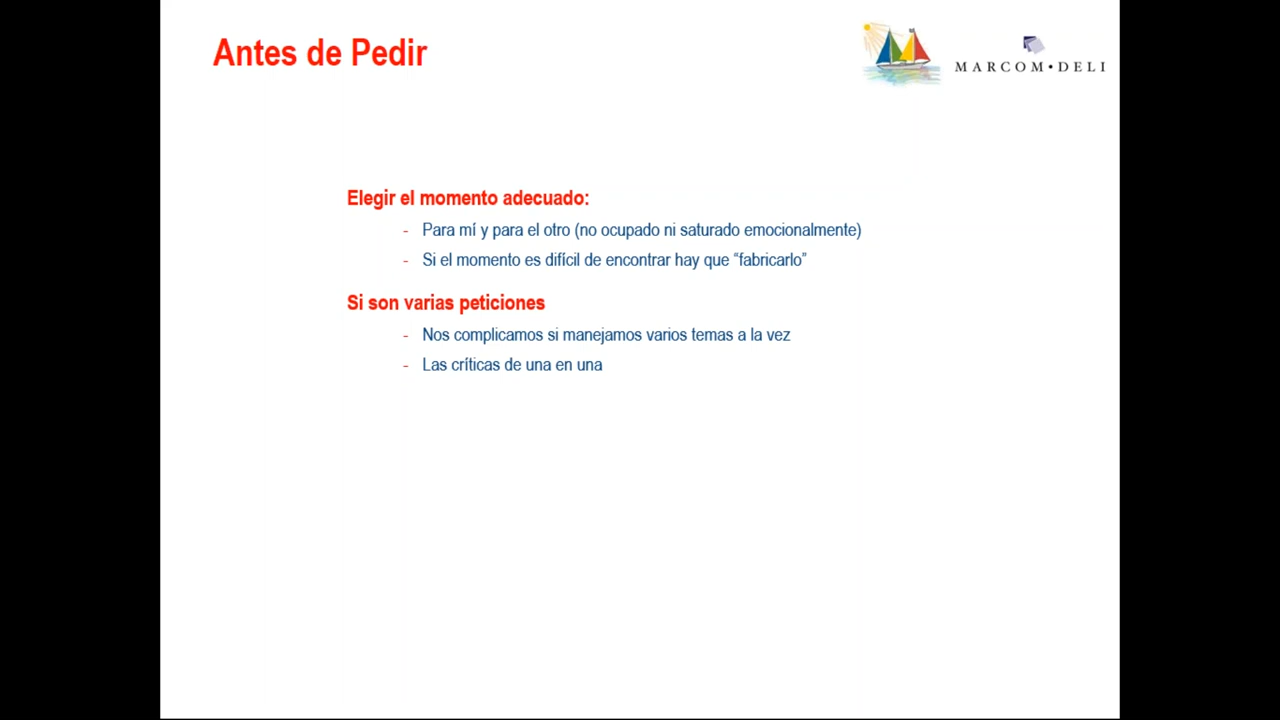 Antes de Pedir
MARCOM•DELI
Elegir el momento adecuado:
- Para mí y para el otro (no ocupado ni saturado emocionalmente)
- Si el momento es difícil de encontrar hay que “fabricarlo”
Si son varias peticiones
- Nos complicamos si manejamos varios temas a la vez
- Las críticas de una en una